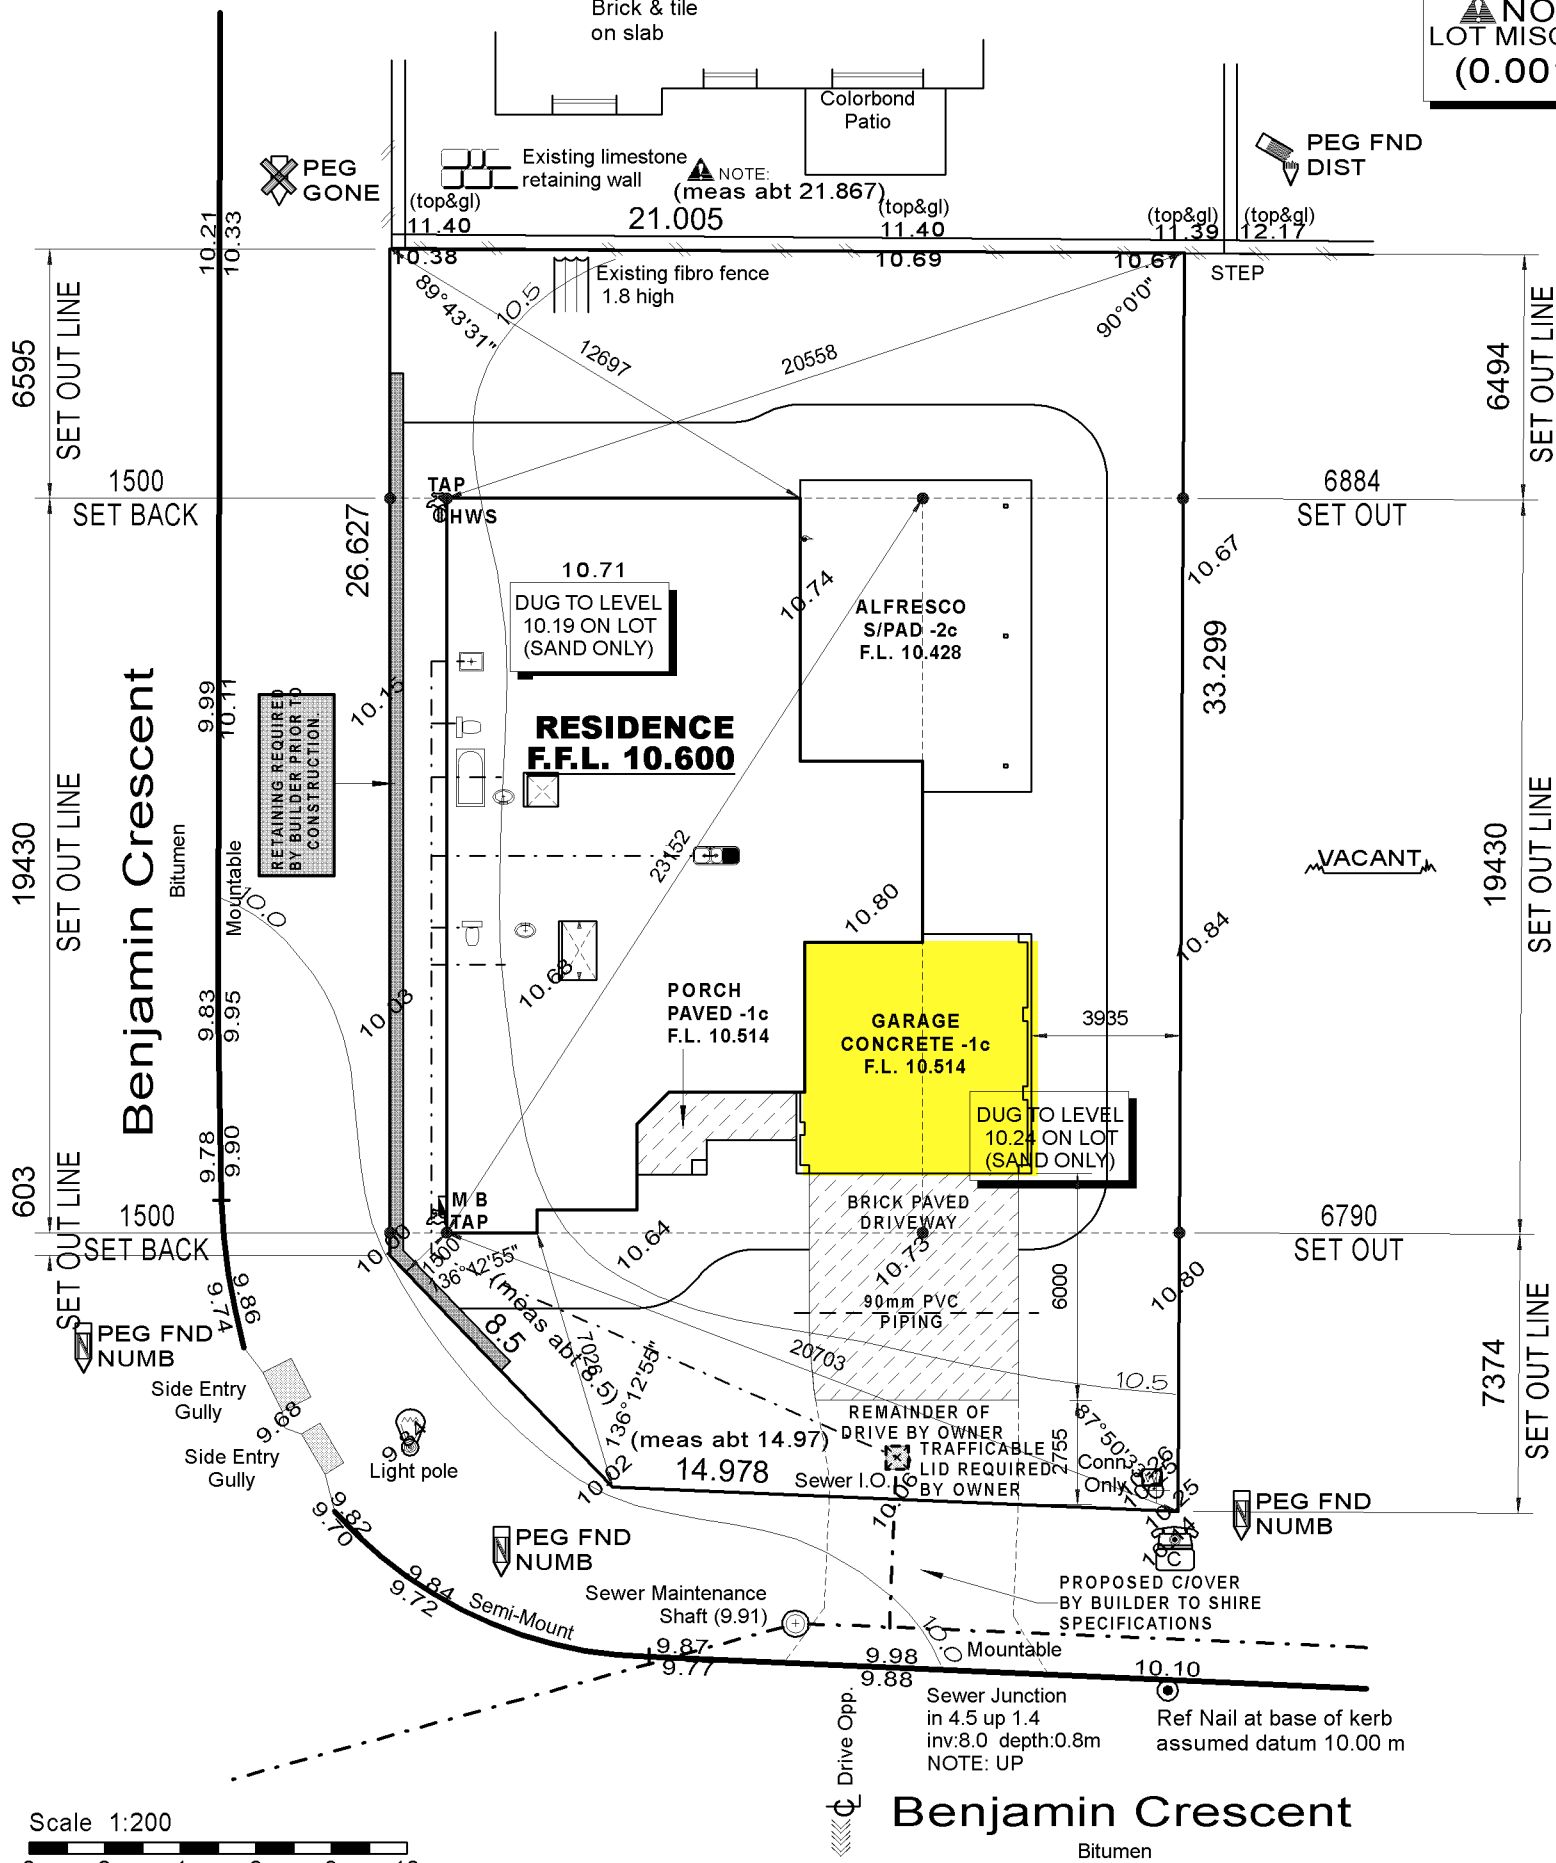 Brick & tile
on slab
NO
LOT MISC
(0.00
Colorbond
Patio
PEG FND
DIST
PEG
GONE
Existing limestone
retaining wall
NOTE:
(meas abt 21.867)
21.005
(top&gl)
11.40
(top&gl)
11.40
(top&gl)
11.39
(top&gl)
12.17
10.21
10.33
10.38
10.69
10.67
STEP
Existing fibro fence
1.8 high
89°43'31"
10.5
90°0'0"
12697
20558
6595
SET OUT LINE
6494
SET OUT LINE
1500
SET BACK
TAP
HWS
6884
SET OUT
26.627
10.71
DUG TO LEVEL
10.19 ON LOT
(SAND ONLY)
10.74
ALFRESCO
S/PAD -2c
F.L. 10.428
10.67
33.299
10.15
9.99
10.11
RETAINING REQUIRED
BY BUILDER PRIOR TO
CONSTRUCTION.
RESIDENCE
F.F.L. 10.600
Benjamin Crescent
Bitumen
Mountable
10.0
19430
SET OUT LINE
23152
VACANT
19430
SET OUT LINE
10.80
10.84
10.68
10.03
9.83
9.95
PORCH
PAVED -1c
F.L. 10.514
GARAGE
CONCRETE -1c
F.L. 10.514
3935
DUG TO LEVEL
10.24 ON LOT
(SAND ONLY)
9.78
9.90
603
SET OUT LINE
1500
SET BACK
M B
TAP
BRICK PAVED
DRIVEWAY
6790
SET OUT
10.00
1500
136°12'55"
(meas abt 8.5)
8.5
10.64
10.73
6000
10.80
90mm PVC
PIPING
9.86
9.74
PEG FND
NUMB
7026
136°12'55"
20703
10.5
7374
SET OUT LINE
Side Entry
Gully
9.68
Side Entry
Gully
9.84
Light pole
(meas abt 14.97)
14.978
REMAINDER OF
DRIVE BY OWNER
TRAFFICABLE
LID REQUIRED
BY OWNER
Sewer I.O.
2755
Conn
Only
10.25
10.02
10.06
PEG FND
NUMB
9.82
9.70
PEG FND
NUMB
C
9.84
9.72
Semi-Mount
Sewer Maintenance
Shaft (9.91)
PROPOSED C/OVER
BY BUILDER TO SHIRE
SPECIFICATIONS
10.0
Mountable
9.87
9.77
9.98
9.88
10.10
Drive Opp.
Sewer Junction
in 4.5 up 1.4
inv:8.0 depth:0.8m
NOTE: UP
Ref Nail at base of kerb
assumed datum 10.00 m
Benjamin Crescent
Bitumen
Scale 1:200